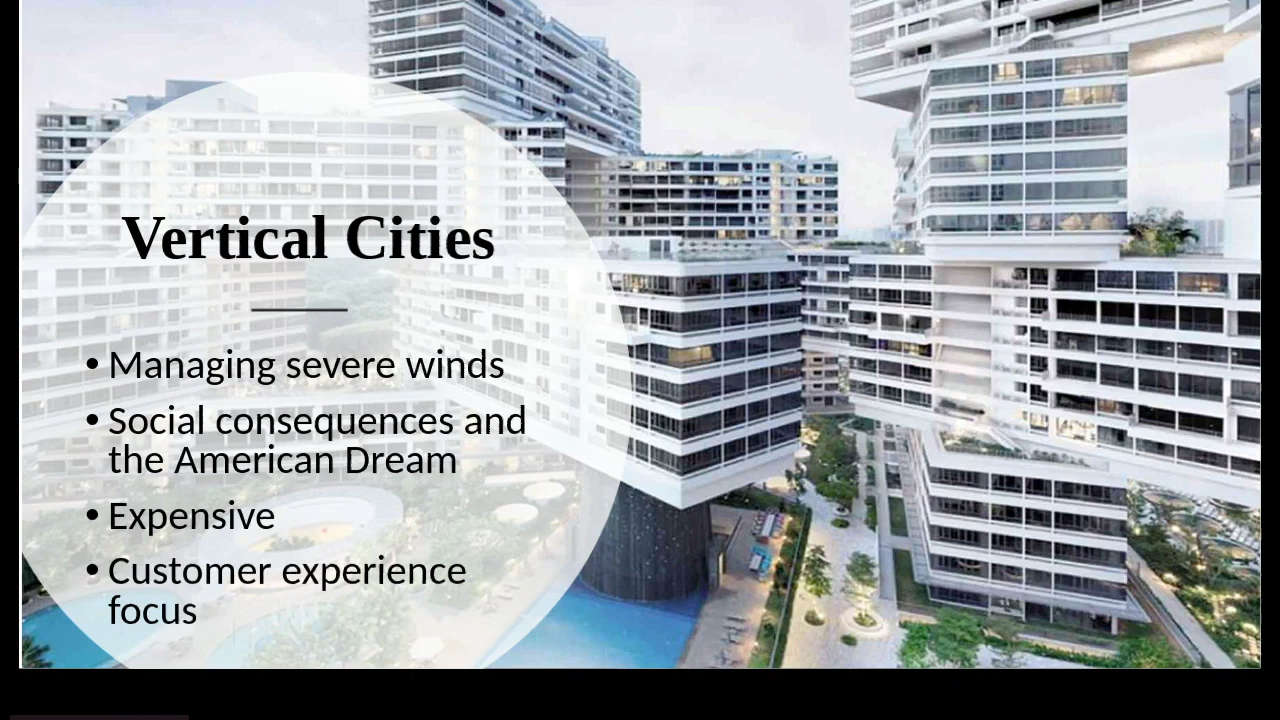 Vertical Cities
• Managing severe winds
• Social consequences and
the American Dream
• Expensive
• Customer experience
focus